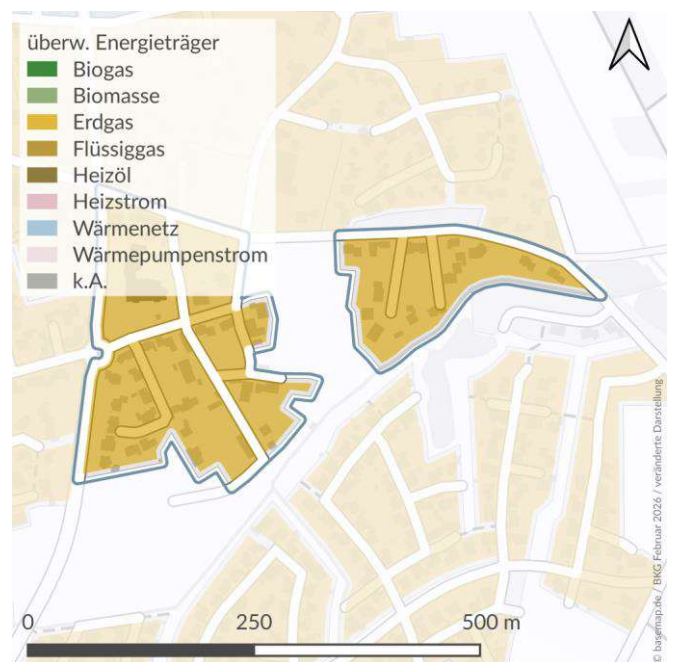 überw. Energieträger
Biogas
Biomasse
Erdgas
Flüssiggas
Heizöl
Heizstrom
Wärmenetz
Wärmepumpenstrom
k.A.
0 250 500 m
© basemap.de / BKG Februar 2026 / veränderte Darstellung